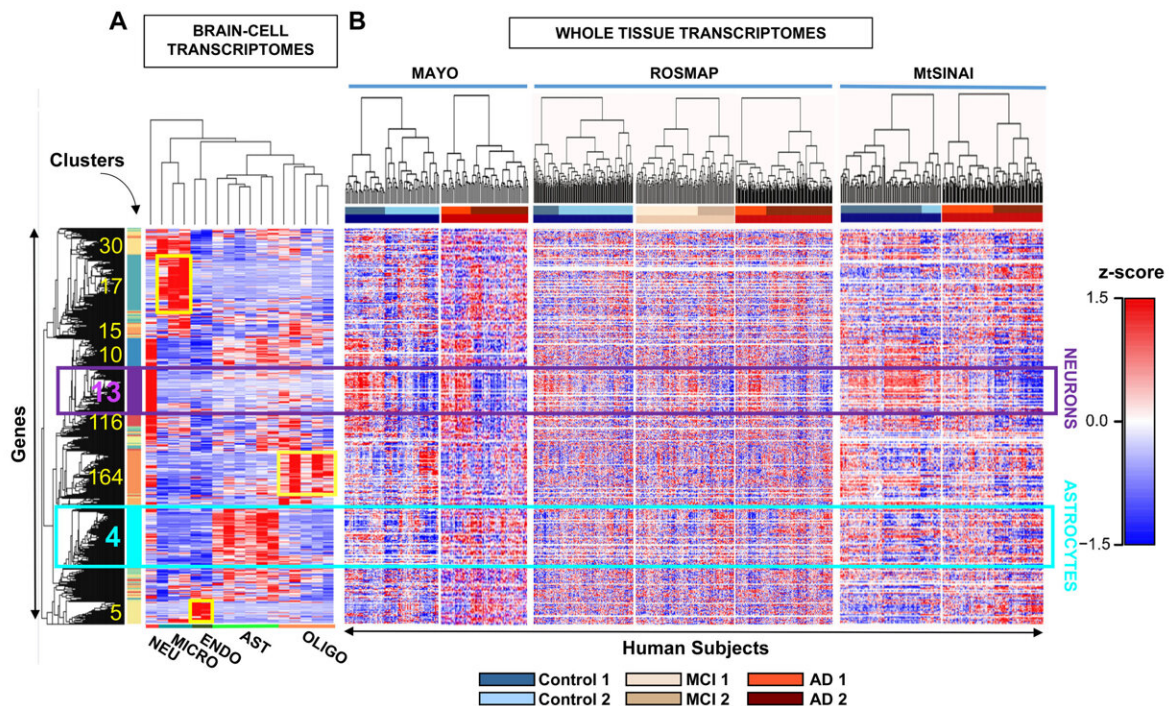 A
BRAIN-CELL
TRANSCRIPTOMES
B
WHOLE TISSUE TRANSCRIPTOMES
MAYO
ROSMAP
MtSINAI
Clusters
30
17
15
10
13
116
164
4
5
Genes
2
NEURONS
ASTROCYTES
z-score
1.5
0.0
−1.5
NEU
MICRO
ENDO
AST
OLIGO
Human Subjects
Control 1
MCI 1
AD 1
Control 2
MCI 2
AD 2